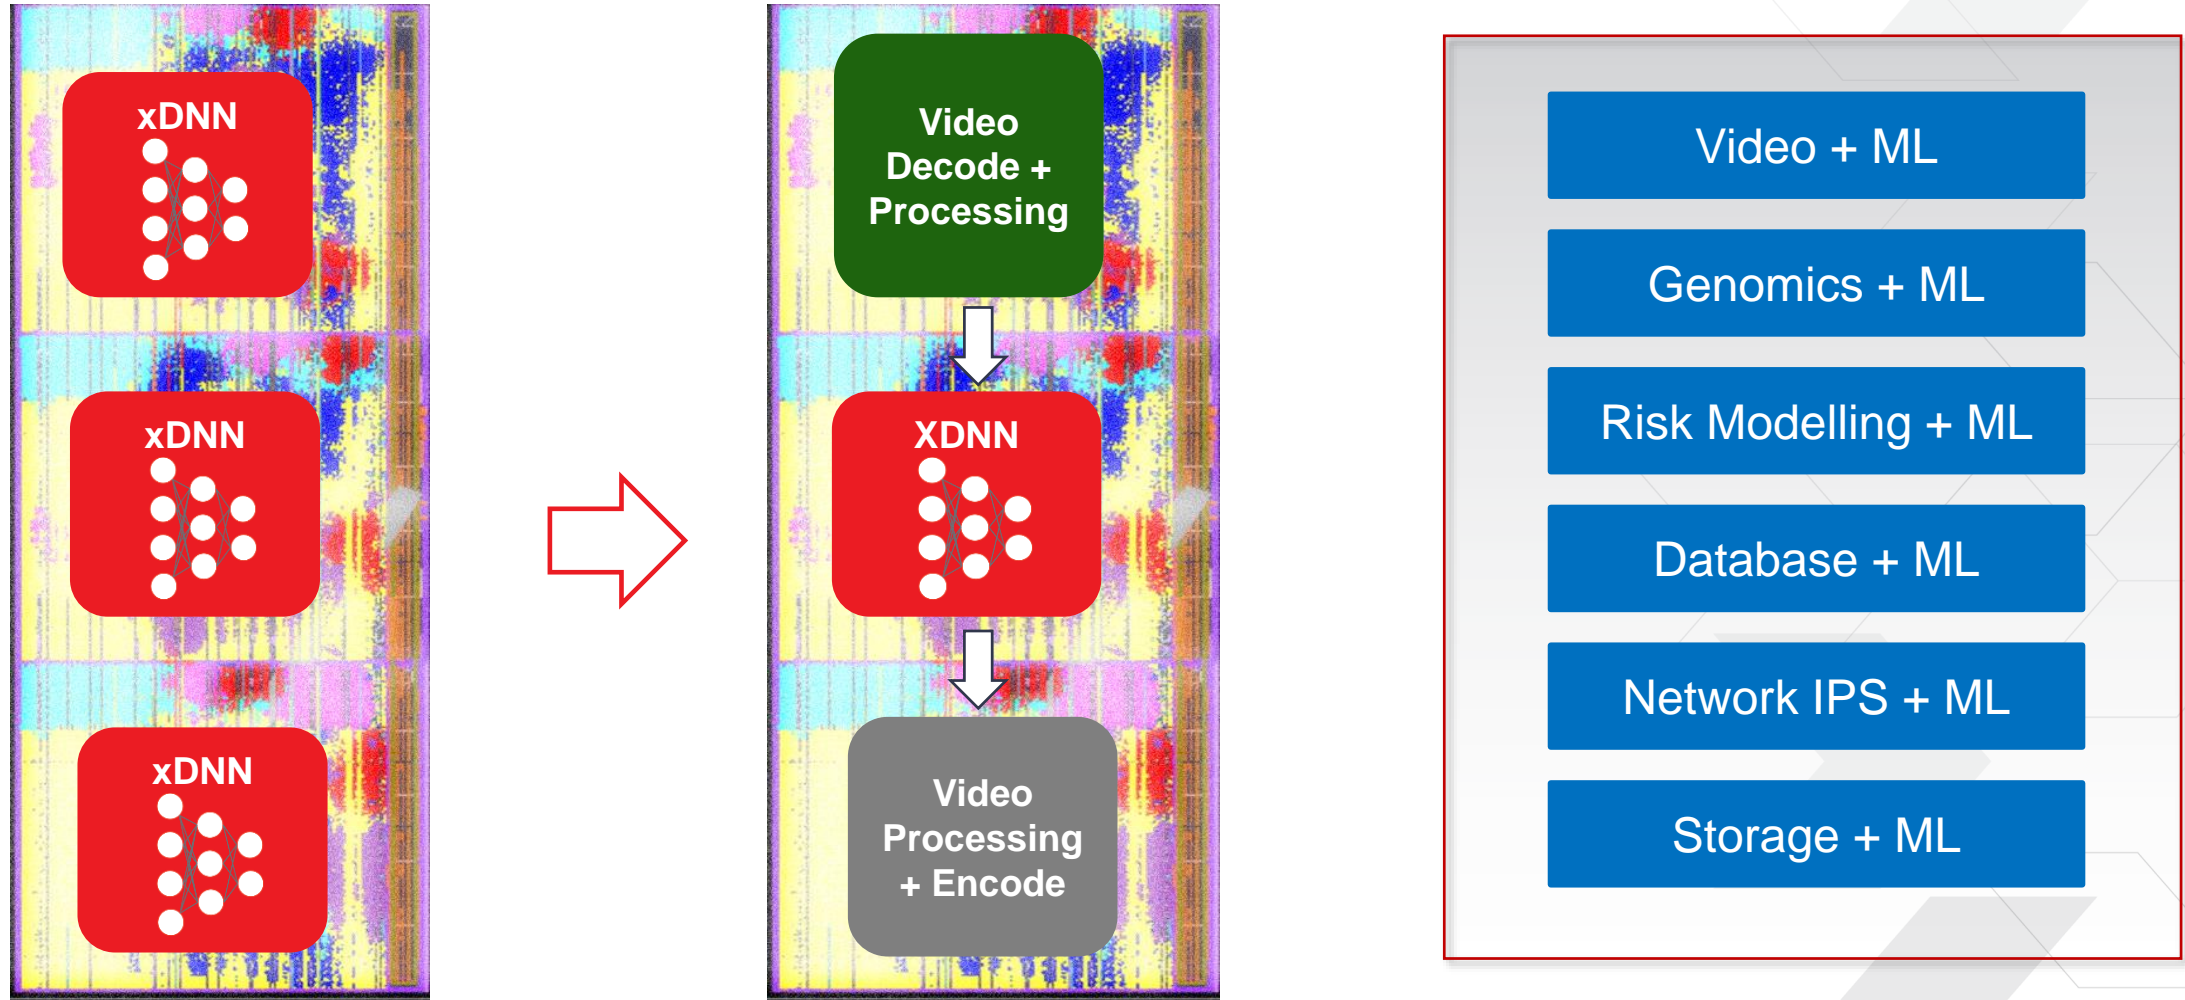 xDNN
xDNN
xDNN
Video
Decode +
Processing
XDNN
Video
Processing
+ Encode
Video + ML
Genomics + ML
Risk Modelling + ML
Database + ML
Network IPS + ML
Storage + ML